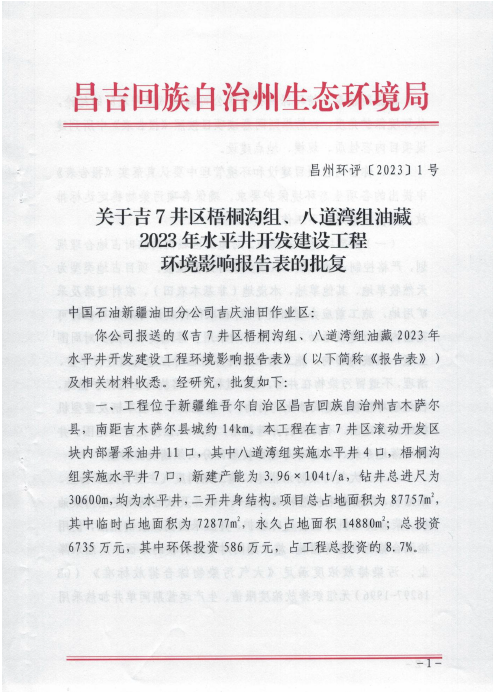 昌吉回族自治州生态环境局
昌州环评〔2023〕1号
关于吉7井区梧桐沟组、八道湾组油藏
2023年水平井开发建设工程
环境影响报告表的批复
中国石油新疆油田分公司吉庆油田作业区：
你公司报送的《吉7井区梧桐沟组、八道湾组油藏2023年
水平井开发建设工程环境影响报告表》（以下简称《报告表》）
及相关材料收悉。经研究，批复如下：
一、工程位于新疆维吾尔自治区昌吉回族自治州吉木萨尔
县，南距吉木萨尔县城约14km。本工程在吉7井区滚动开发区
块内部署采油井11口，其中八道湾组实施水平井4口，梧桐沟
组实施水平井7口，新建产能为3.96×104t/a，钻井总进尺为
30600m，均为水平井，二开井身结构。项目总占地面积为87757㎡，
其中临时占地面积为72877㎡，永久占地面积14880㎡；总投资
6735万元，其中环保投资586万元，占工程总投资的8.7%。
-1-